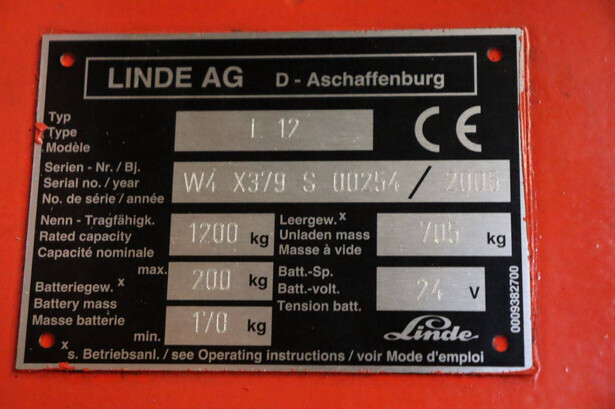 LINDE AG D - Aschaffenburg
Typ
Type
Modèle
L 12
CE
Serien - Nr. / Bj.
Serial no. / year
No. de série / année
W4 X379 S 00254 / 2005
Nenn - Tragfähigk.
Rated capacity
Capacité nominale
1200 kg
Leergew. x
Unladen mass
Masse à vide
705 kg
max.
Batteriegew. x
Battery mass
Masse batterie
min.
200 kg
170 kg
Batt.-Sp.
Batt.-volt.
Tension batt.
24 V
Linde
0009382700
x s. Betriebsanl. / see Operating instructions / voir Mode d'emploi